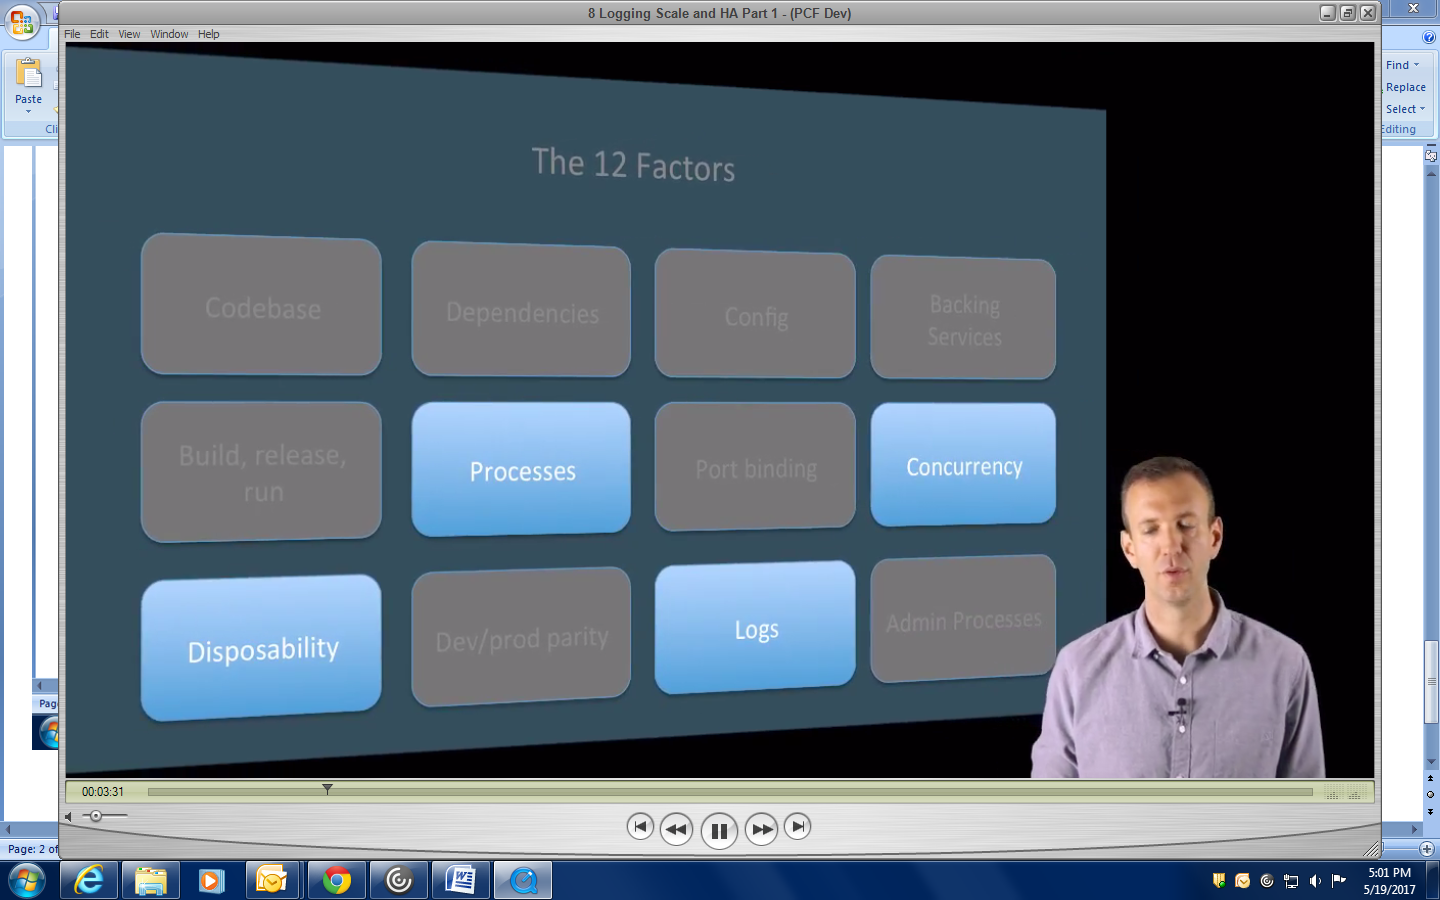 8 Logging Scale and HA Part 1 - (PCF Dev)
File Edit View Window Help
Paste
Find
Replace
Select
Editing
The 12 Factors
Codebase
Dependencies
Config
Backing
Services
Build, release,
run
Processes
Port binding
Concurrency
Disposability
Dev/prod parity
Logs
Admin Processes
00:03:31
Page: 2 of
5:01 PM
5/19/2017